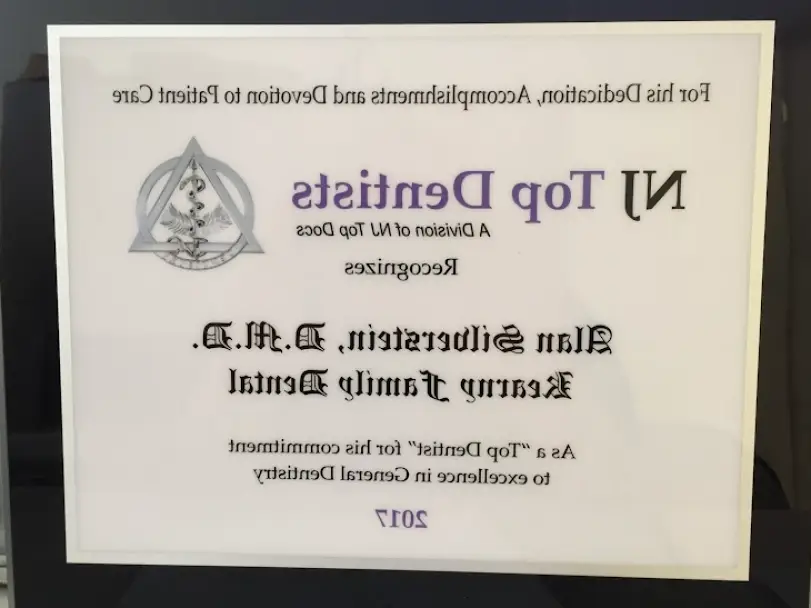 For his Dedication, Accomplishments and Devotion to Patient Care
NJ Top Dentists
A Division of NJ Top Docs
Recognizes
Alan Silverstein, D.M.D.
Kearny Family Dental
As a "Top Dentist" for his commitment
to excellence in General Dentistry
2017